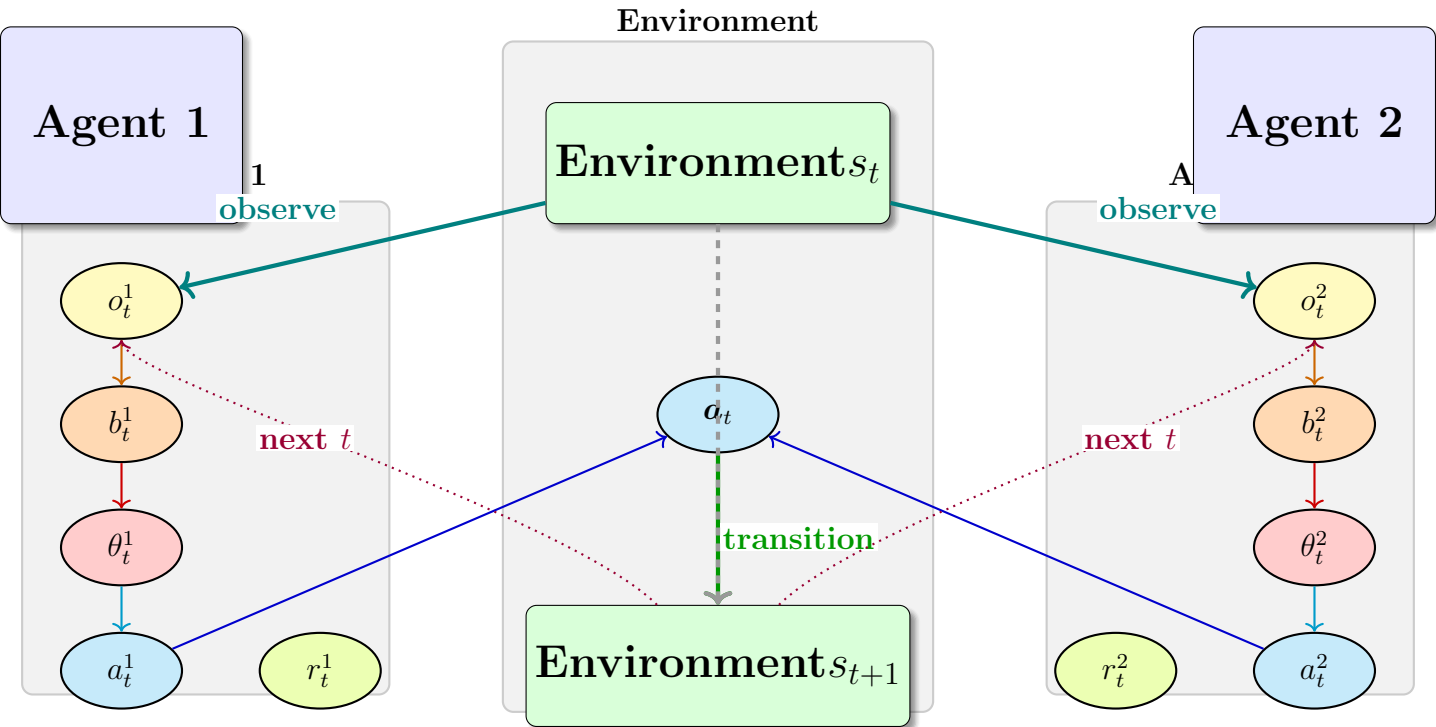 Environment
Agent 1
Environment $s_t$
Agent 2
1
A
observe
observe
$o_t^1$
$o_t^2$
$b_t^1$
$\boldsymbol{a}_t$
$b_t^2$
next $t$
next $t$
transition
$\theta_t^1$
$\theta_t^2$
$a_t^1$
$r_t^1$
Environment $s_{t+1}$
$r_t^2$
$a_t^2$